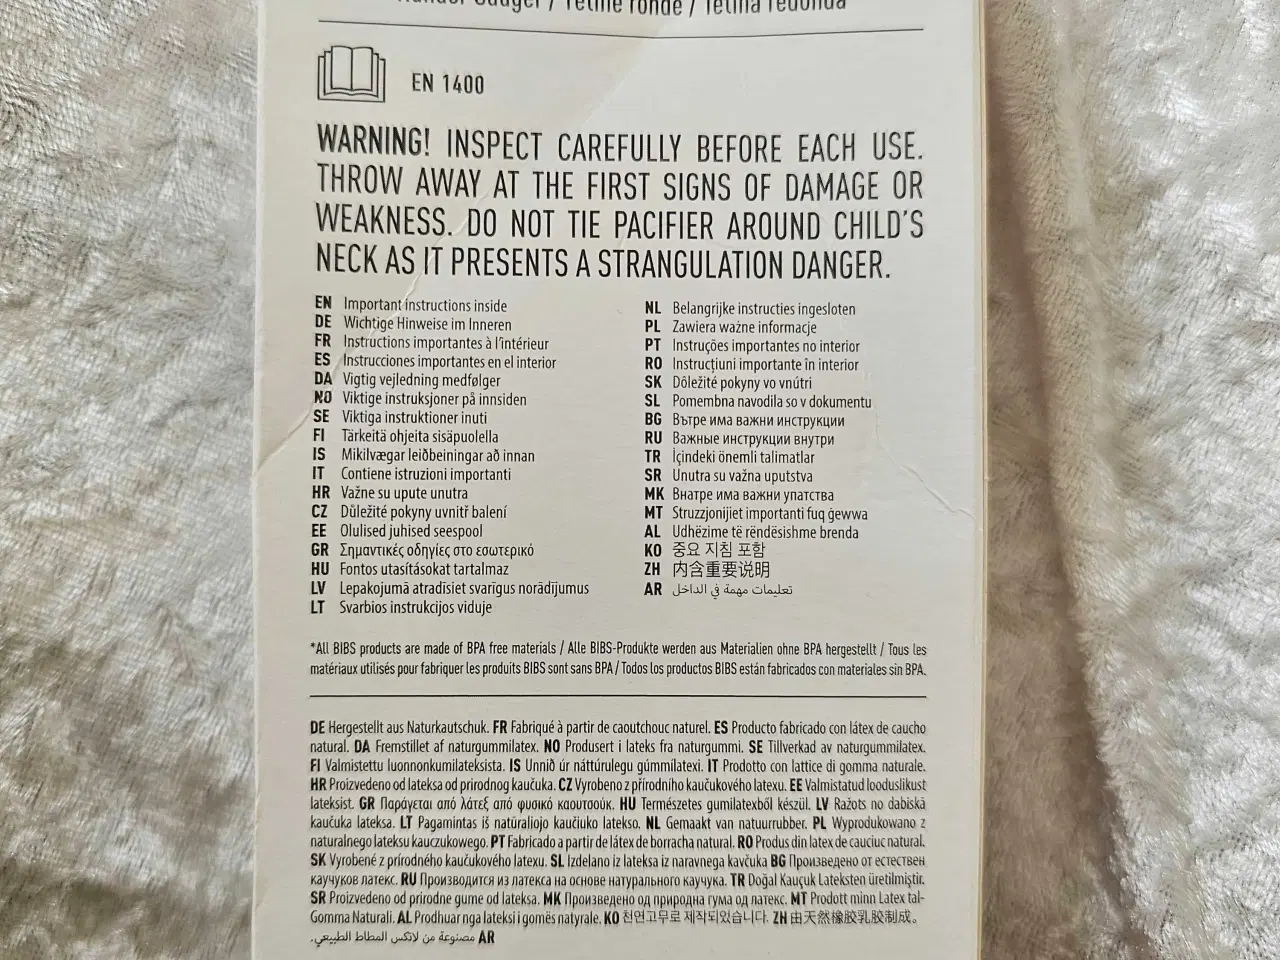 / Tétine ronde / Tetina redonda
EN 1400
WARNING! INSPECT CAREFULLY BEFORE EACH USE.
THROW AWAY AT THE FIRST SIGNS OF DAMAGE OR
WEAKNESS. DO NOT TIE PACIFIER AROUND CHILD'S
NECK AS IT PRESENTS A STRANGULATION DANGER.
EN Important instructions inside
DE Wichtige Hinweise im Inneren
FR Instructions importantes à l'intérieur
ES Instrucciones importantes en el interior
DA Vigtig vejledning medfølger
NO Viktige instruksjoner på innsiden
SE Viktiga instruktioner inuti
FI Tärkeitä ohjeita sisäpuolella
IS Mikilvægar leiðbeiningar að innan
IT Contiene istruzioni importanti
HR Važne su upute unutra
CZ Důležité pokyny uvnitř balení
EE Olulised juhised seespool
GR Σημαντικές οδηγίες στο εσωτερικό
HU Fontos utasításokat tartalmaz
LV Lepakojumā atradīsiet svarīgus norādījumus
LT Svarbios instrukcijos viduje
NL Belangrijke instructies ingesloten
PL Zawiera ważne informacje
PT Instruções importantes no interior
RO Instrucțiuni importante în interior
SK Dôležité pokyny vo vnútri
SL Pomembna navodila so v dokumentu
BG Вътре има важни инструкции
RU Важные инструкции внутри
TR İçindeki önemli talimatlar
SR Unutra su važna uputstva
MK Внатре има важни упатства
MT Struzzjonijiet importanti fuq ġewwa
AL Udhëzime të rëndësishme brenda
KO 중요 지침 포함
ZH 内含重要说明
AR تعليمات مهمة في الداخل
*All BIBS products are made of BPA free materials / Alle BIBS-Produkte werden aus Materialien ohne BPA hergestellt / Tous les
matériaux utilisés pour fabriquer les produits BIBS sont sans BPA / Todos los productos BIBS están fabricados con materiales sin BPA.
DE Hergestellt aus Naturkautschuk. FR Fabriqué à partir de caoutchouc naturel. ES Producto fabricado con látex de caucho
natural. DA Fremstillet af naturgummilatex. NO Produsert i lateks fra naturgummi. SE Tillverkad av naturgummilatex.
FI Valmistettu luonnonkumilateksista. IS Unnið úr náttúrulegu gúmmílatexi. IT Prodotto con lattice di gomma naturale.
HR Proizvedeno od lateksa od prirodnog kaučuka. CZ Vyrobeno z přírodního kaučukového latexu. EE Valmistatud looduslikust
lateksist. GR Παράγεται από λάτεξ από φυσικό καουτσούκ. HU Természetes gumilatexból készül. LV Ražots no dabiskā
kaučuka lateksa. LT Pagamintas iš natūraliojo kaučiuko latekso. NL Gemaakt van natuurrubber. PL Wyprodukowano z
naturalnego lateksu kauczukowego. PT Fabricado a partir de látex de borracha natural. RO Produs din latex de cauciuc natural.
SK Vyrobené z prírodného kaučukového latexu. SL Izdelano iz lateksa iz naravnega kavčuka BG Произведено от естествен
каучуков латекс. RU Производится из латекса на основе натурального каучука. TR Doğal Kauçuk Lateksten üretilmiştir.
SR Proizvedeno od prirodne gume od lateksa. MK Произведено од природна гума од латекс. MT Prodott minn Latex tal-
Gomma Naturali. AL Prodhuar nga lateksi i gomës natyrale. KO 천연고무로 제작되었습니다. ZH 由天然橡胶乳胶制成。
AR مصنوعة من لاتكس المطاط الطبيعي.